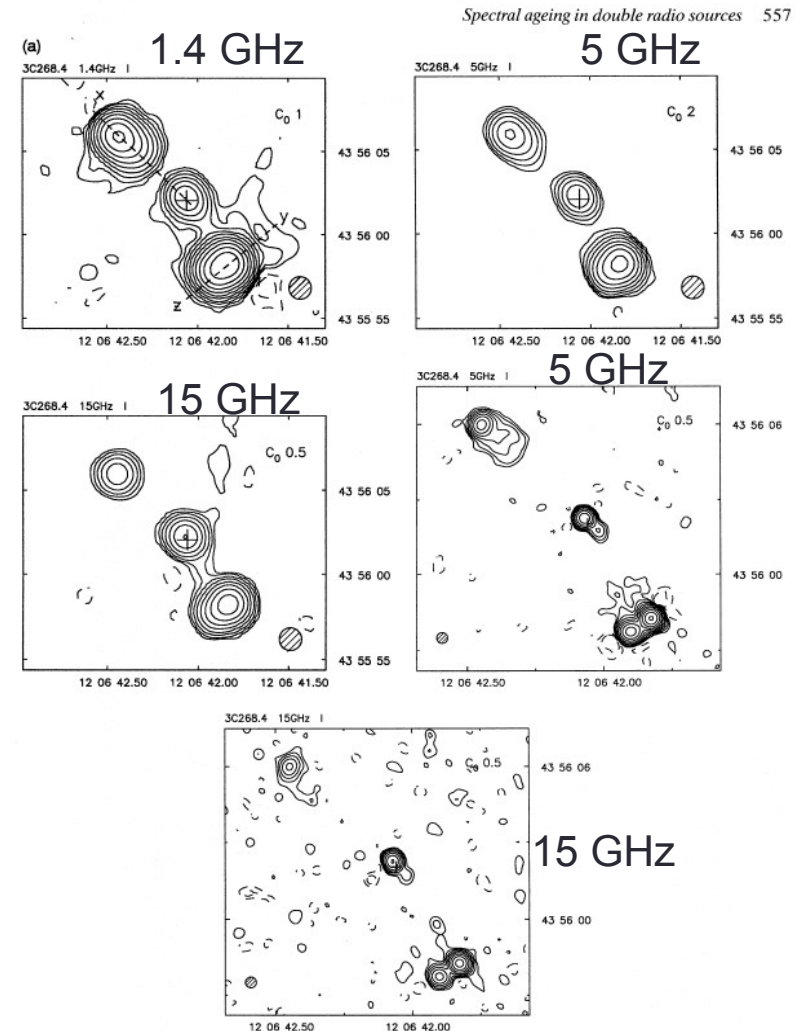 Spectral ageing in double radio sources 557
(a)
1.4 GHz
5 GHz
3C268.4 1.4GHz I
3C268.4 5GHz I
x
C₀ 1
C₀ 2
43 56 05
43 56 05
y
43 56 00
43 56 00
z
43 55 55
43 55 55
12 06 42.50 12 06 42.00 12 06 41.50
12 06 42.50 12 06 42.00 12 06 41.50
5 GHz
15 GHz
3C268.4 5GHz I
3C268.4 15GHz I
C₀ 0.5
43 56 06
C₀ 0.5
43 56 05
43 56 00
43 56 00
43 55 55
12 06 42.50 12 06 42.00 12 06 41.50
12 06 42.50 12 06 42.00
3C268.4 15GHz I
C₀ 0.5
43 56 06
15 GHz
43 56 00
12 06 42.50 12 06 42.00